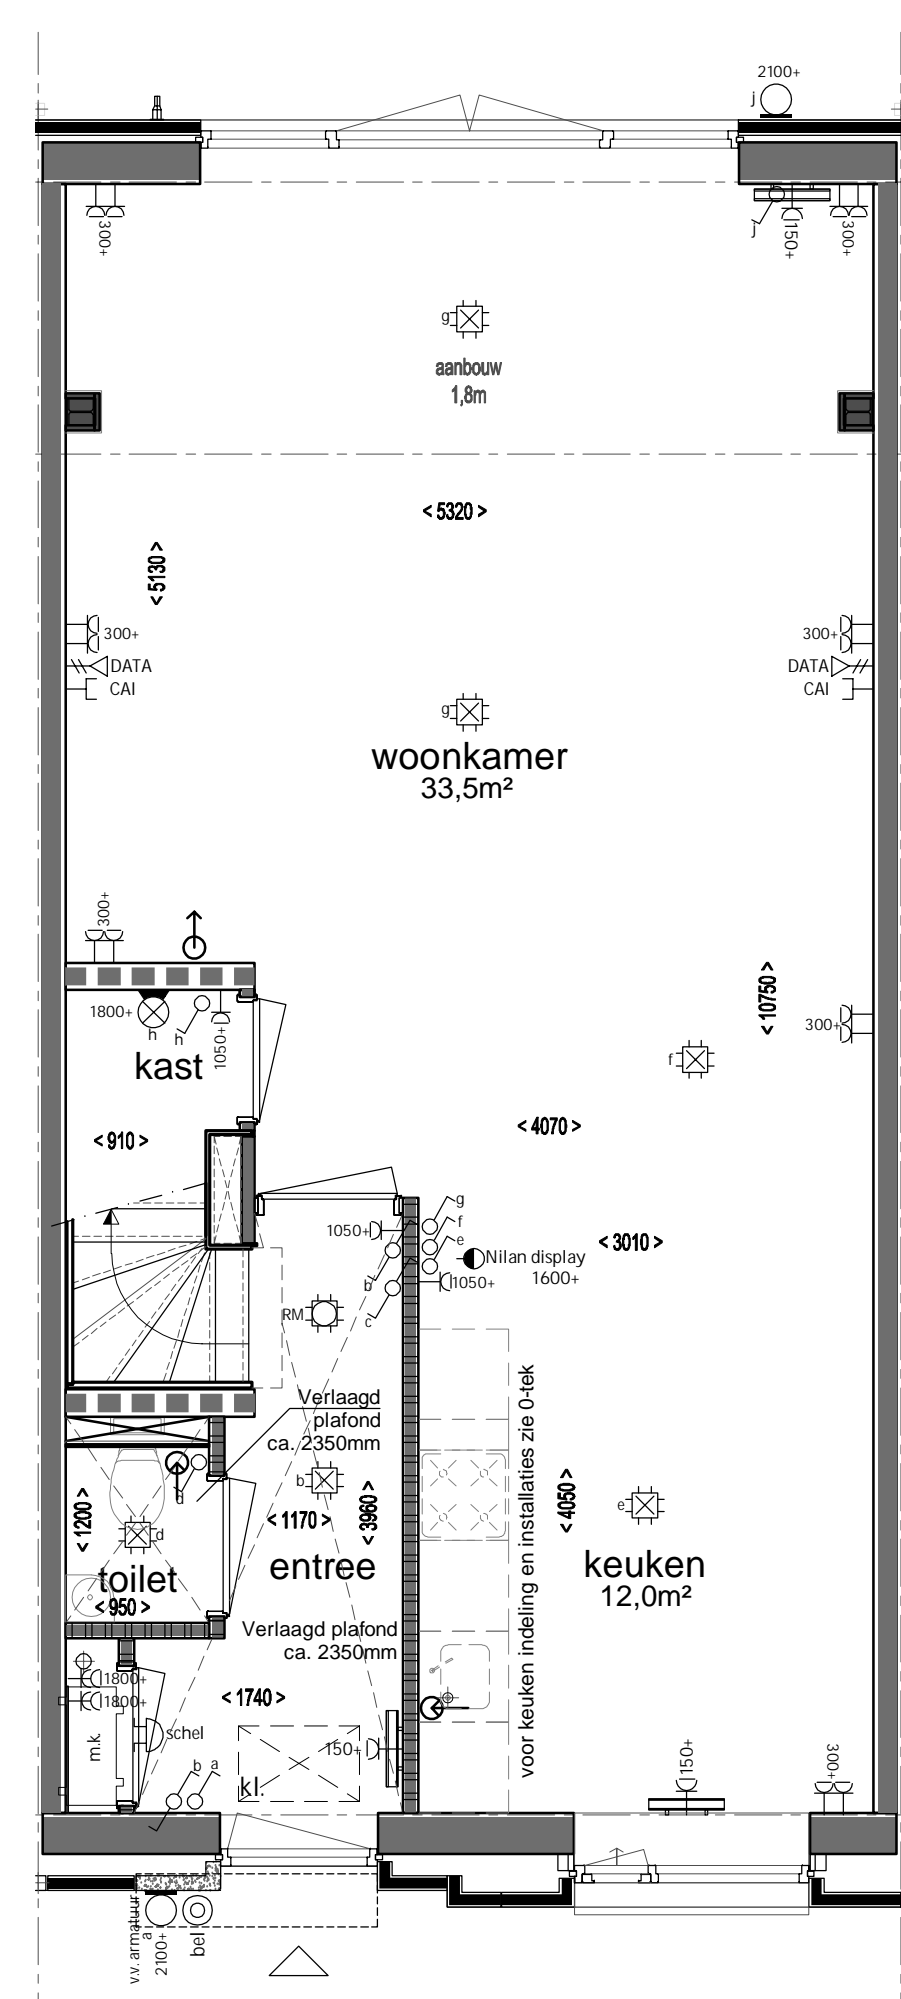 2100+
j
300+
j
150+
300+
g
aanbouw
1,8m
< 5320 >
< 5130 >
300+
DATA
CAI
300+
DATA
CAI
g
woonkamer
33,5m²
300+
1800+
h
h
1050+
kast
< 10750 >
300+
f
< 910 >
< 4070 >
1050+
g
f
e
b
c
Nilan display
1600+
1050+
< 3010 >
RM
Verlaagd
plafond
ca. 2350mm
b
d
d
< 1200 >
< 1170 >
< 3960 >
< 4050 >
e
toilet
< 950 >
entree
keuken
12,0m²
voor keuken indeling en installaties zie 0-tek
Verlaagd plafond
ca. 2350mm
1800+
1800+
m.k.
schel
< 1740 >
150+
b
a
kl.
150+
300+
v.v. armatuur
a
2100+
bel